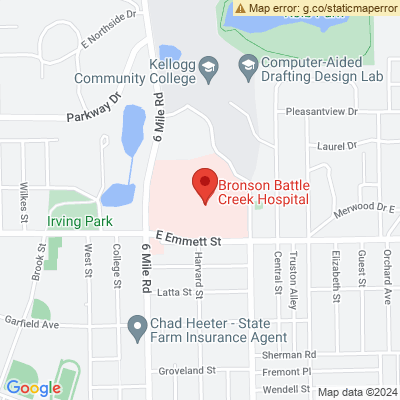 Map error: g.co/staticmaperror
E Northside Dr
Kellogg
Community College
Computer-Aided
Drafting Design Lab
Parkway Dr
6 Mile Rd
Pleasantview Dr
Laurel Dr
Bronson Battle
Creek Hospital
Wilkes St
Irving Park
Merwood Dr E
E Emmett St
Brook St
West St
College St
6 Mile Rd
Harvard St
Central St
Truston Alley
Elizabeth St
Guest St
Orchard Ave
Latta St
Garfield Ave
Chad Heeter - State
Farm Insurance Agent
Sherman Rd
Groveland St
Fremont Pl
Wendell St
Google
Map data ©2024